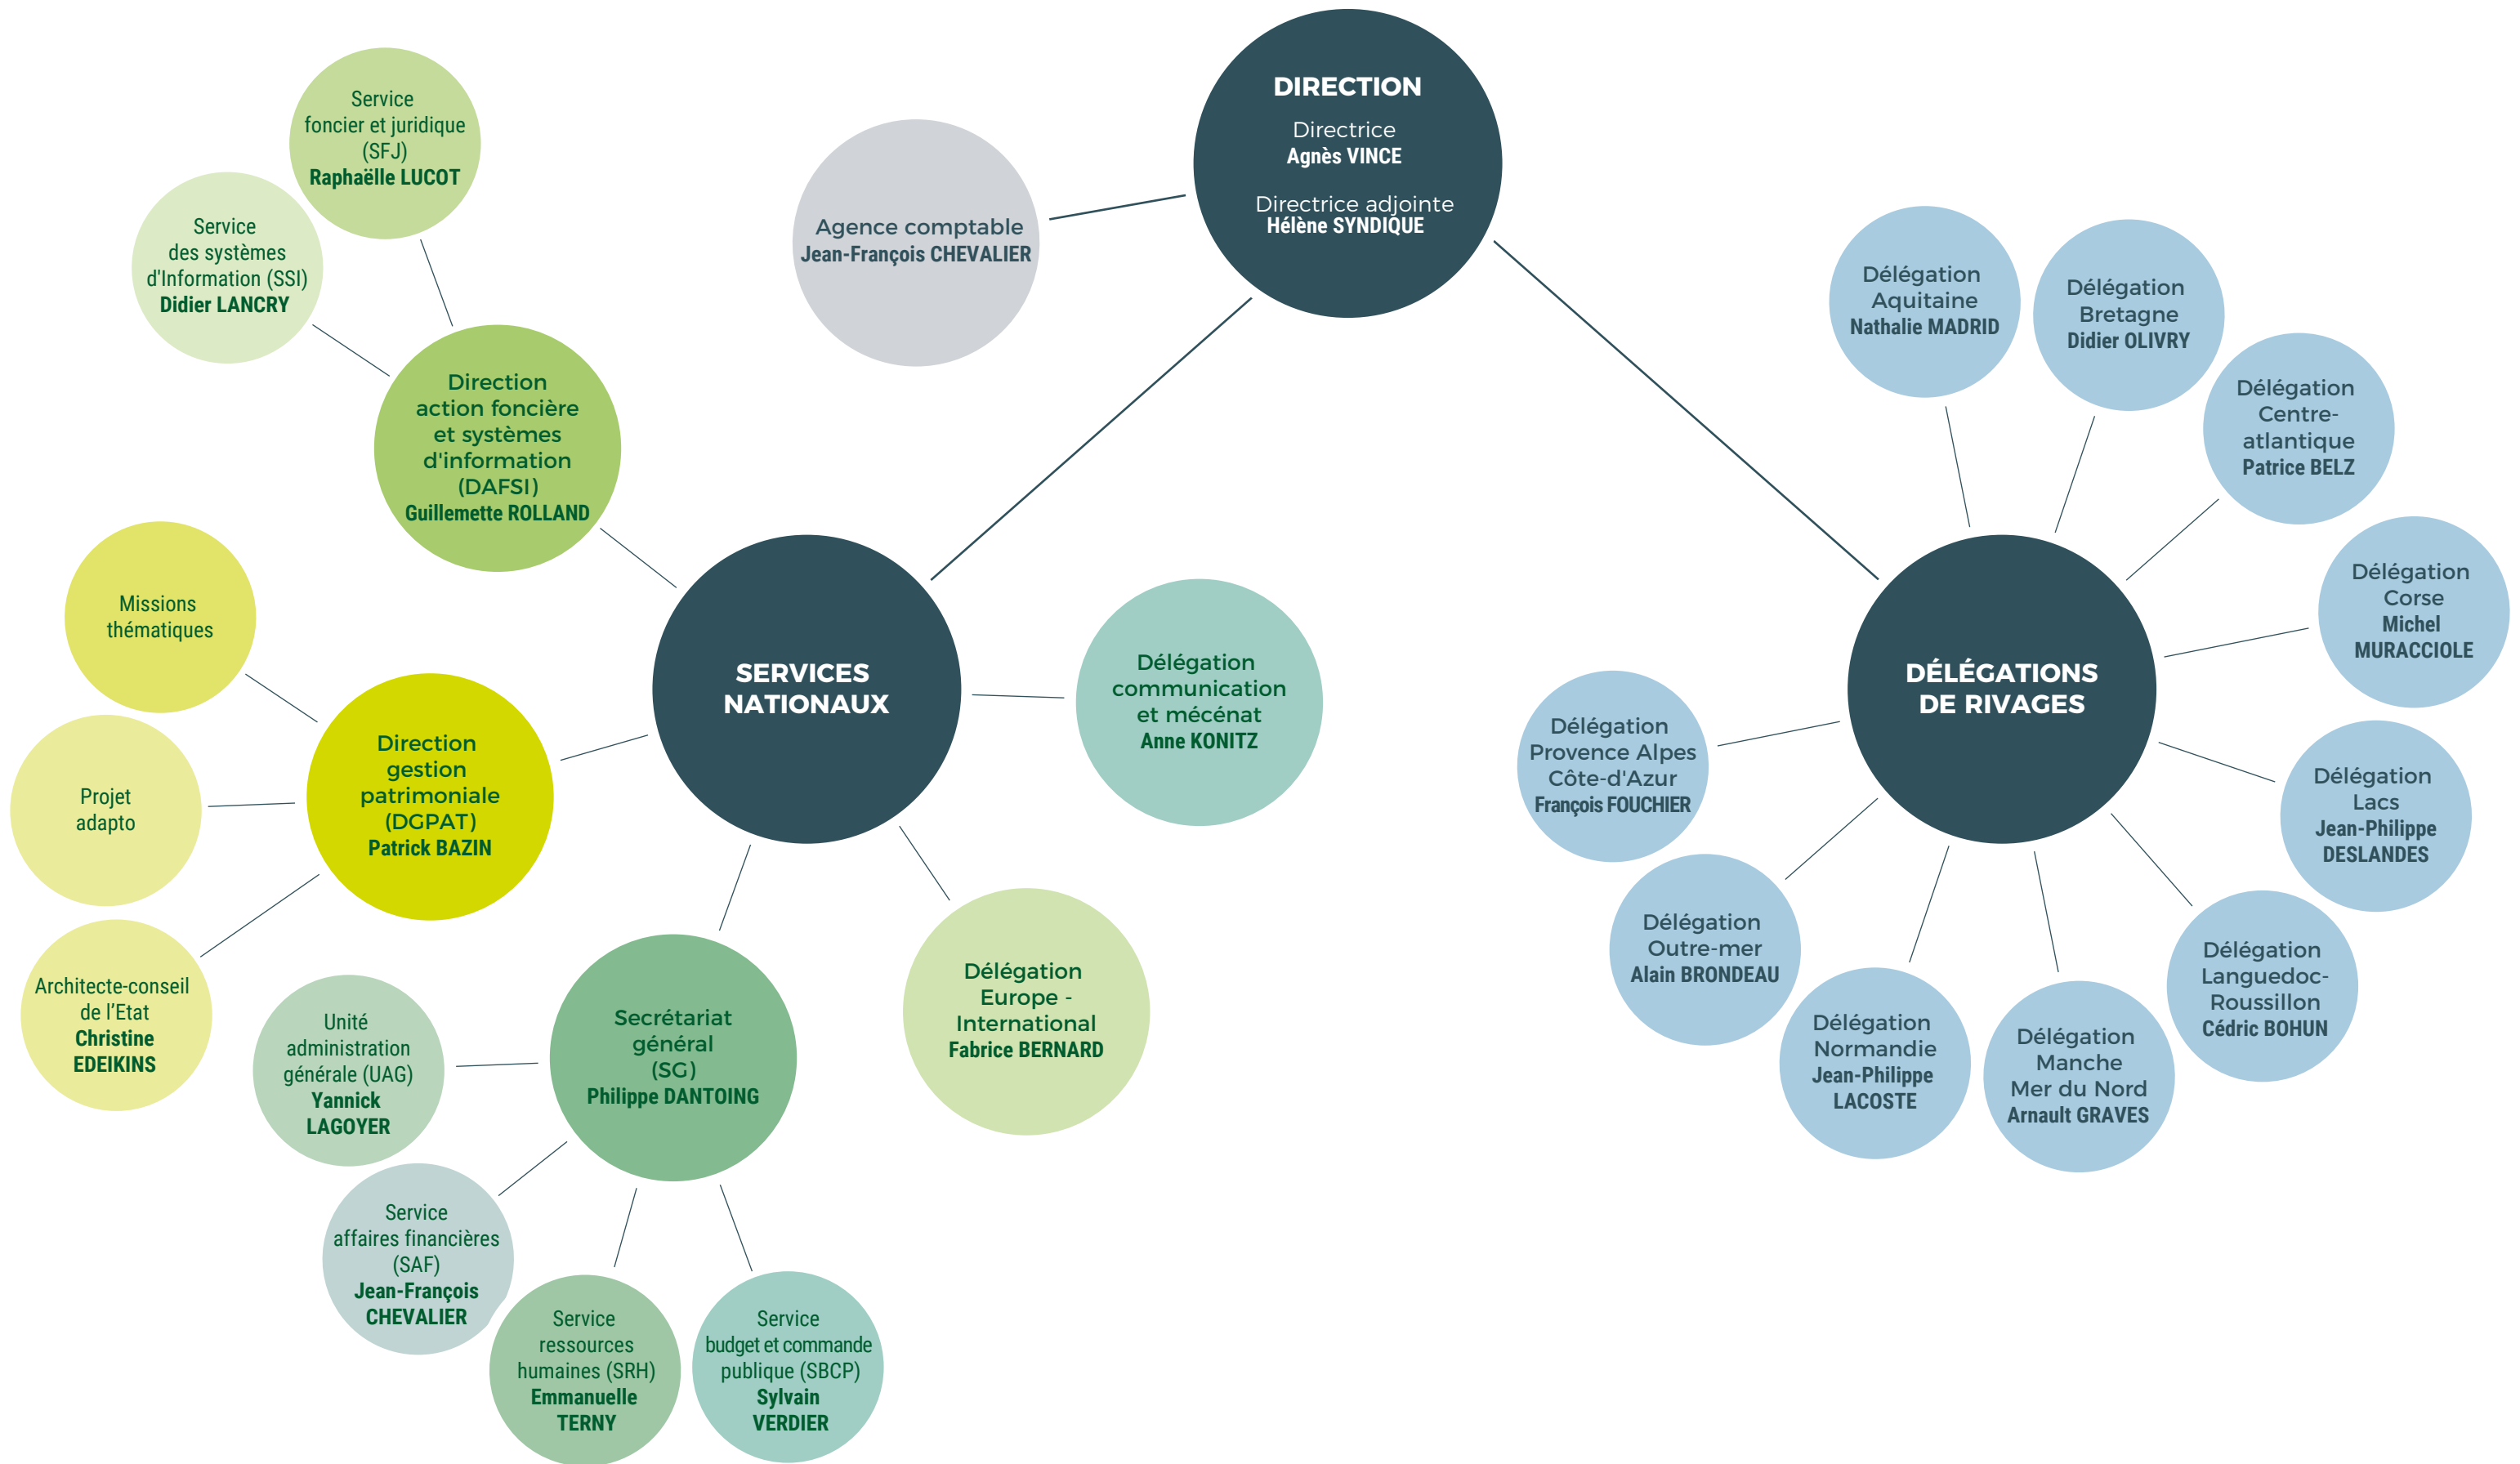 DIRECTION
Directrice
Agnès VINCE
Directrice adjointe
Hélène SYNDIQUE
Agence comptable
Jean-François CHEVALIER
SERVICES
NATIONAUX
Service
foncier et juridique
(SFJ)
Raphaëlle LUCOT
Service
des systèmes
d'Information (SSI)
Didier LANCRY
Direction
action foncière
et systèmes
d'information
(DAFSI)
Guillemette ROLLAND
Missions
thématiques
Projet
adapto
Architecte-conseil
de l’Etat
Christine
EDEIKINS
Direction
gestion
patrimoniale
(DGPAT)
Patrick BAZIN
Unité
administration
générale (UAG)
Yannick
LAGOYER
Service
affaires financières
(SAF)
Jean-François
CHEVALIER
Service
ressources
humaines (SRH)
Emmanuelle
TERNY
Service
budget et commande
publique (SBCP)
Sylvain
VERDIER
Secrétariat
général
(SG)
Philippe DANTOING
Délégation
Europe -
International
Fabrice BERNARD
Délégation
communication
et mécénat
Anne KONITZ
DÉLÉGATIONS
DE RIVAGES
Délégation
Aquitaine
Nathalie MADRID
Délégation
Bretagne
Didier OLIVRY
Délégation
Centre-
atlantique
Patrice BELZ
Délégation
Corse
Michel
MURACCIOLE
Délégation
Lacs
Jean-Philippe
DESLANDES
Délégation
Languedoc-
Roussillon
Cédric BOHUN
Délégation
Manche
Mer du Nord
Arnault GRAVES
Délégation
Normandie
Jean-Philippe
LACOSTE
Délégation
Outre-mer
Alain BRONDEAU
Délégation
Provence Alpes
Côte-d'Azur
François FOUCHIER